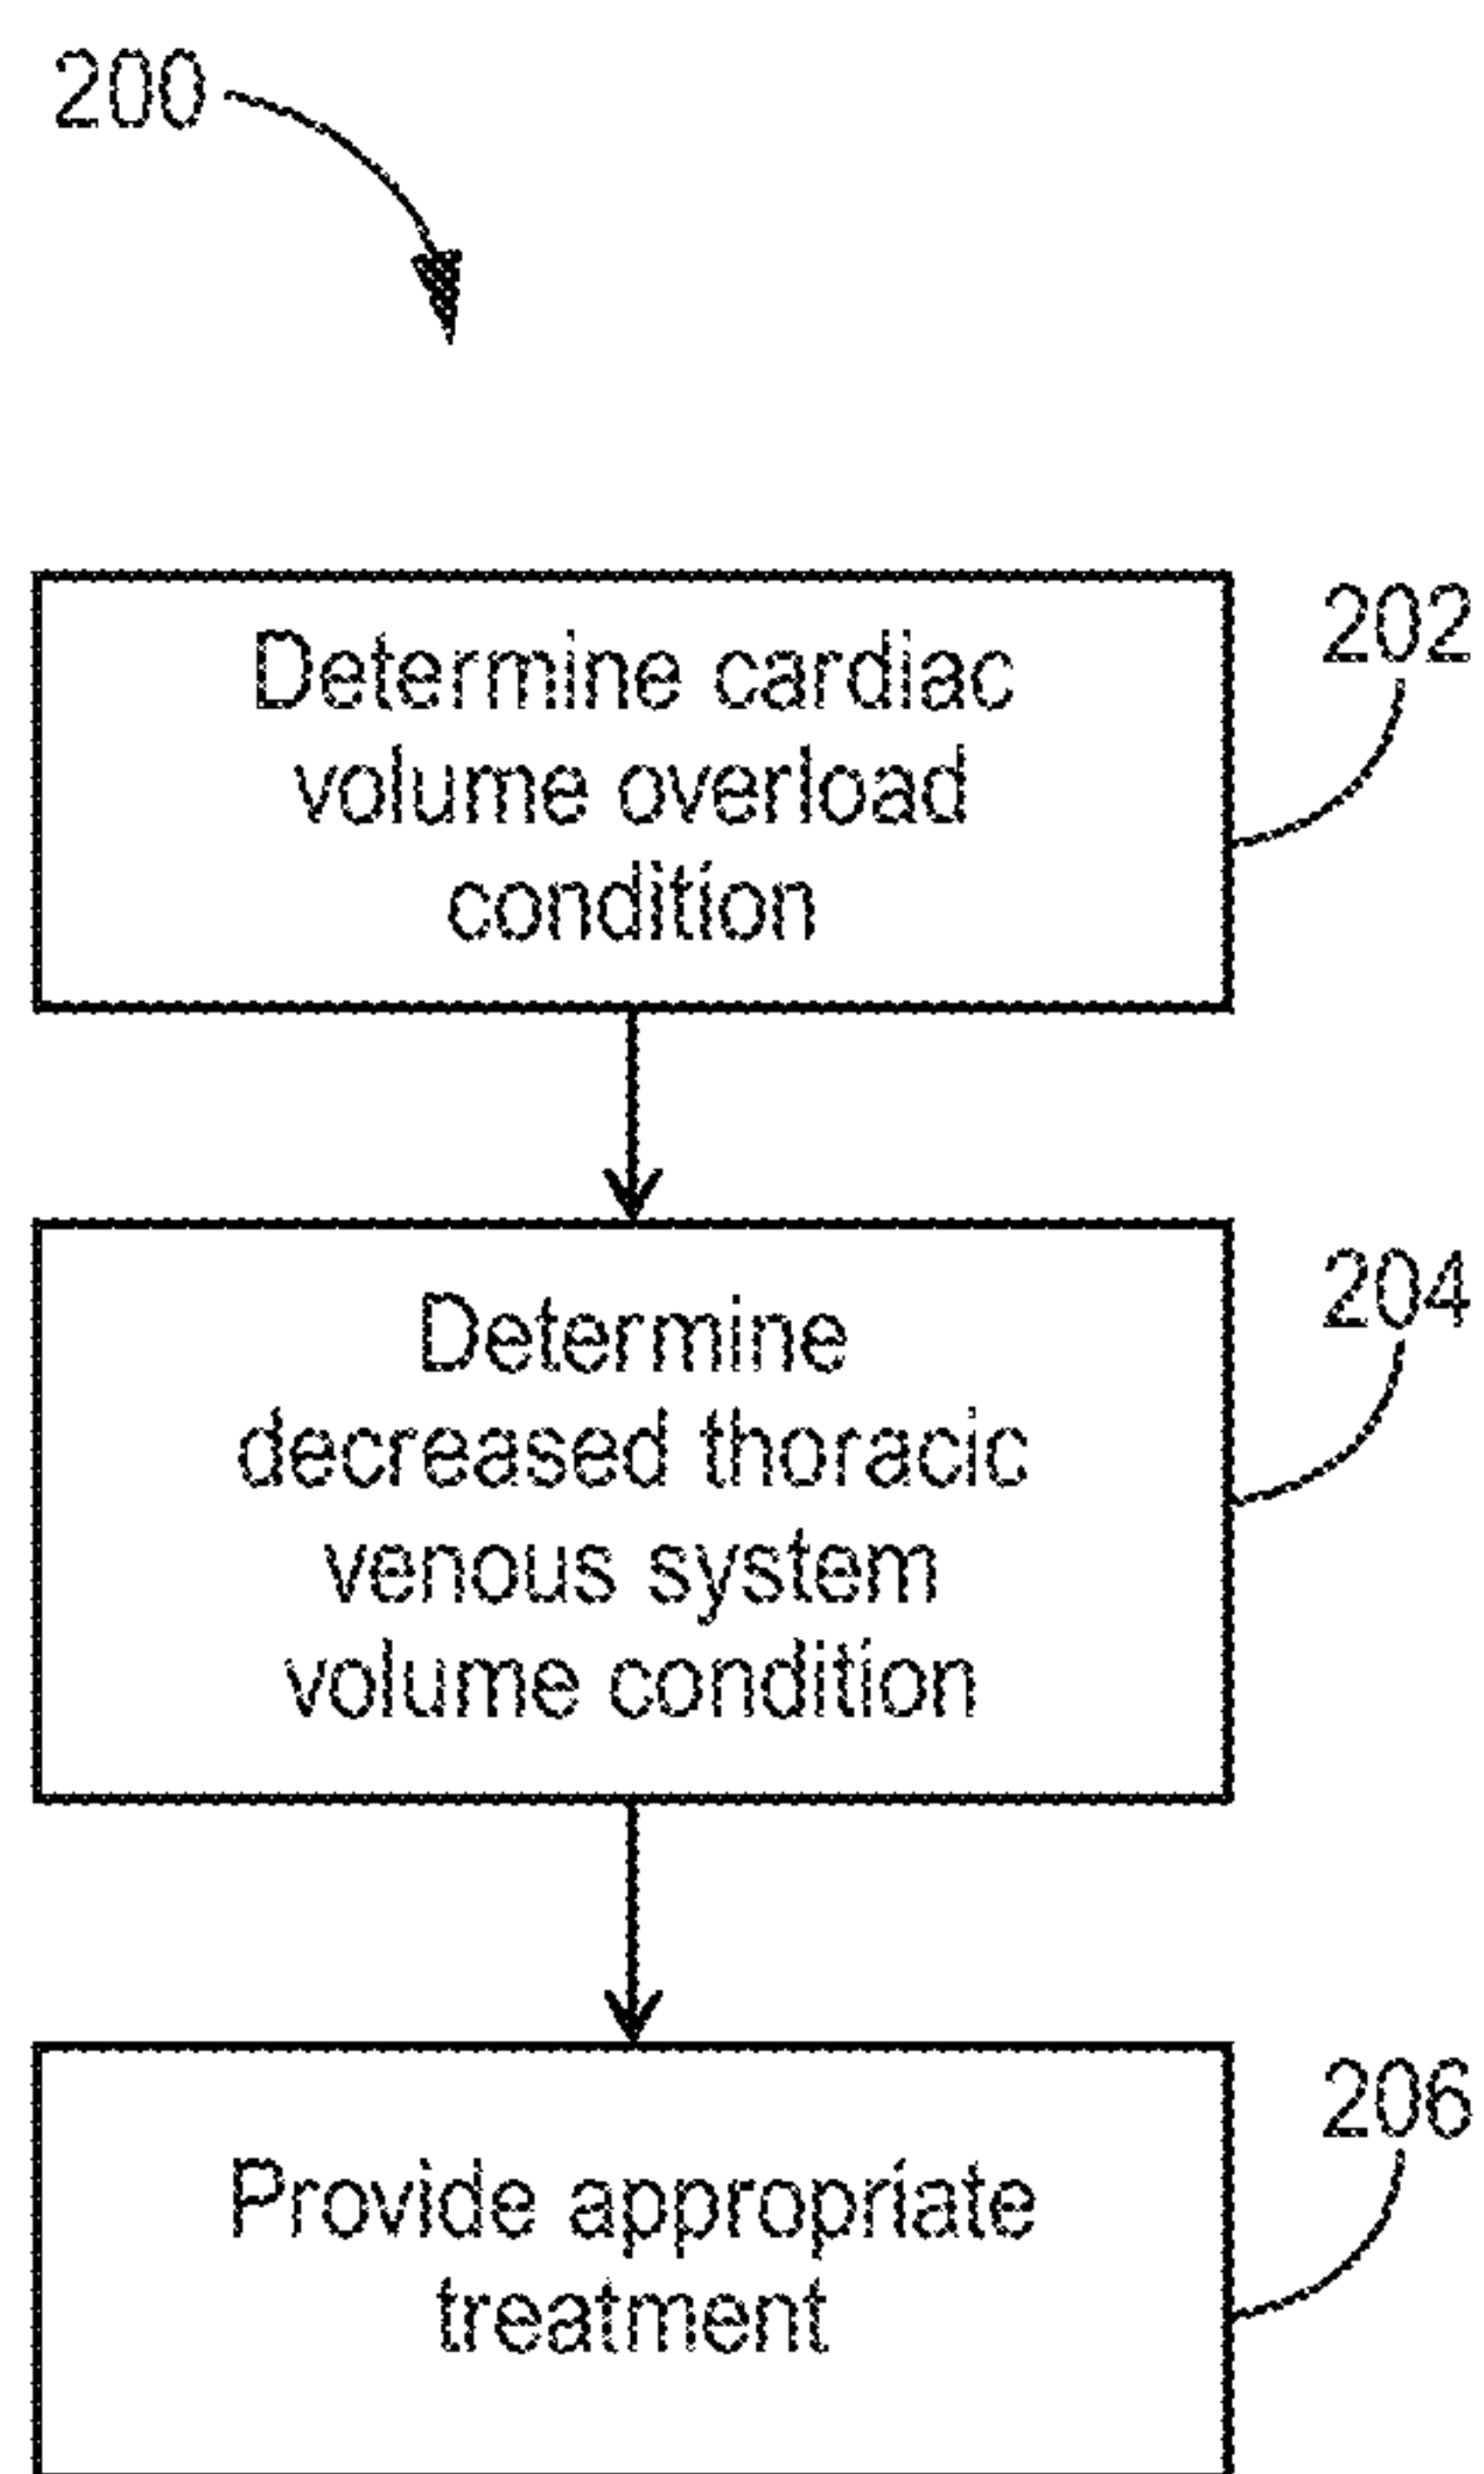 200
Determine cardiac
volume overload
condition
202
Determine
decreased thoracic
venous system
volume condition
204
Provide appropriate
treatment
206